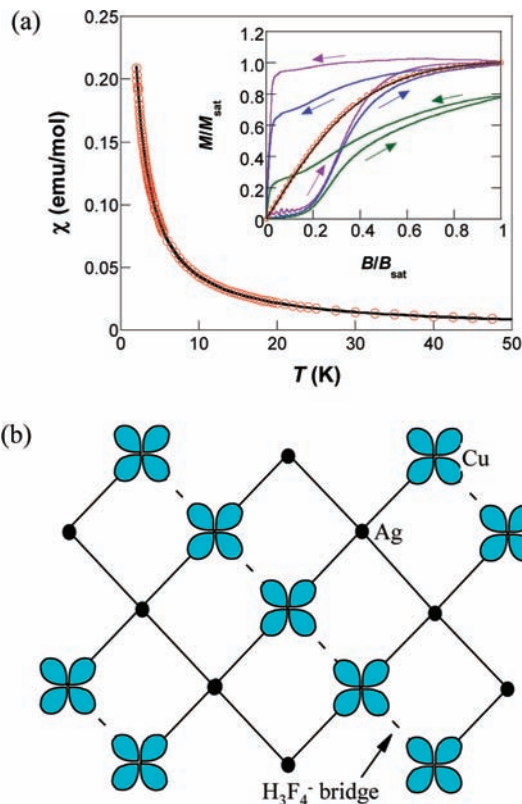 (a)
χ (emu/mol)
0.25
0.20
0.15
0.10
0.05
0.00
0 10 20 30 40 50
T (K)
M/Msat
1.2
1.0
0.8
0.6
0.4
0.2
0
0 0.2 0.4 0.6 0.8 1
B/Bsat
(b)
Cu
Ag
H3F4- bridge